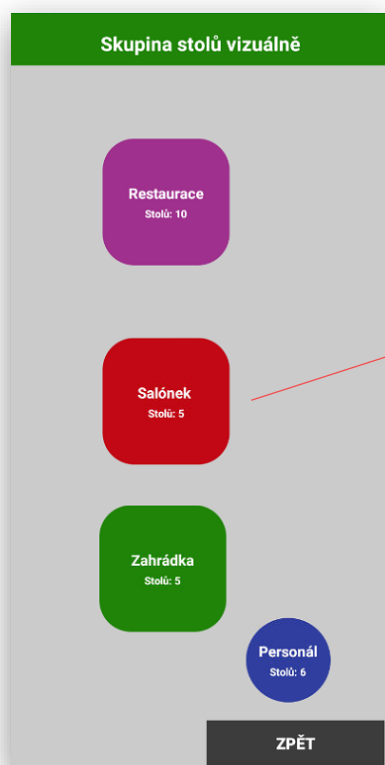 Skupina stolů vizuálně
Restaurace
Stolů: 10
Salónek
Stolů: 5
Zahrádka
Stolů: 5
Personál
Stolů: 6
ZPĚT